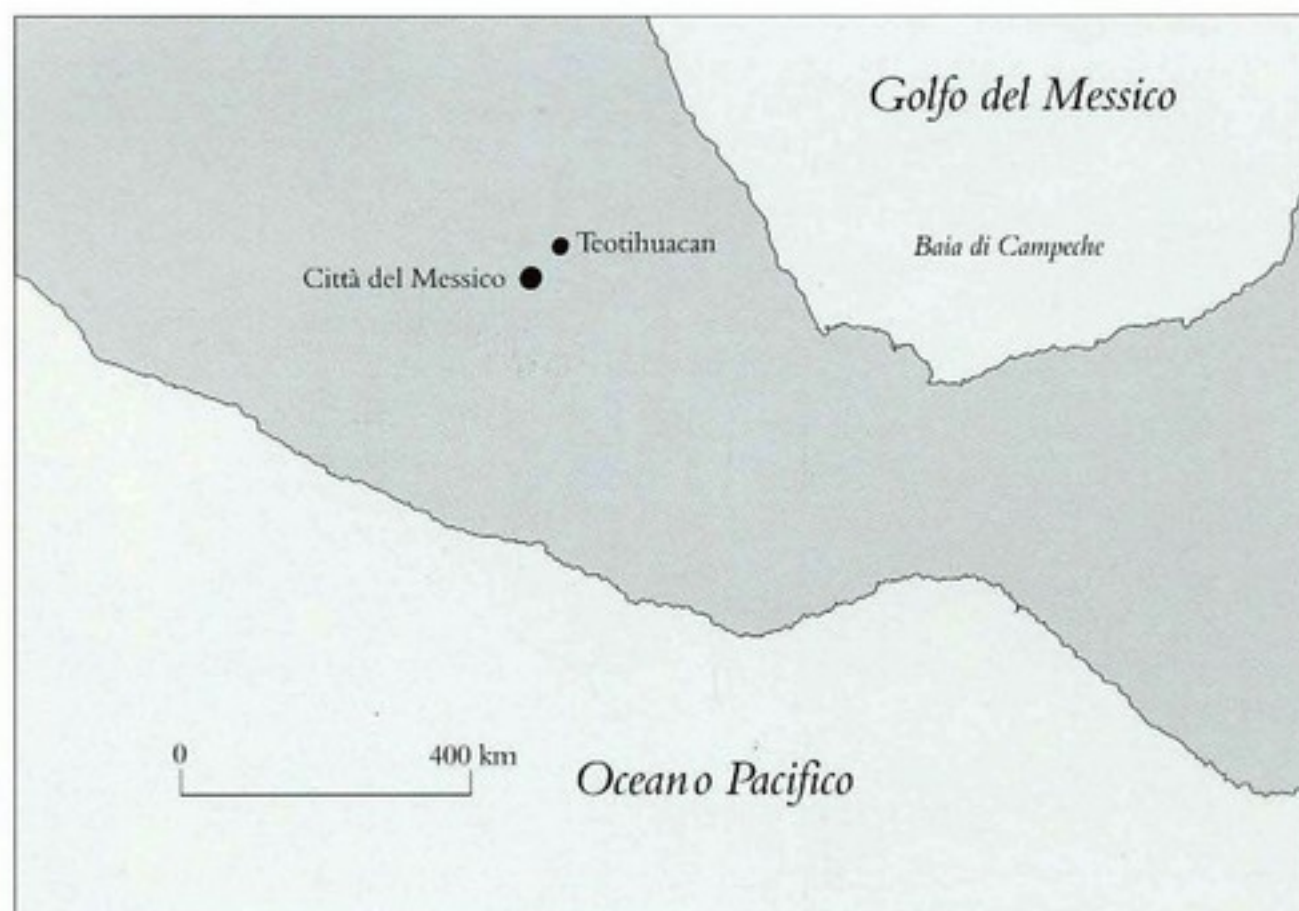 Golfo del Messico
Teotihuacan
Baia di Campeche
Città del Messico
0
400 km
Oceano Pacifico